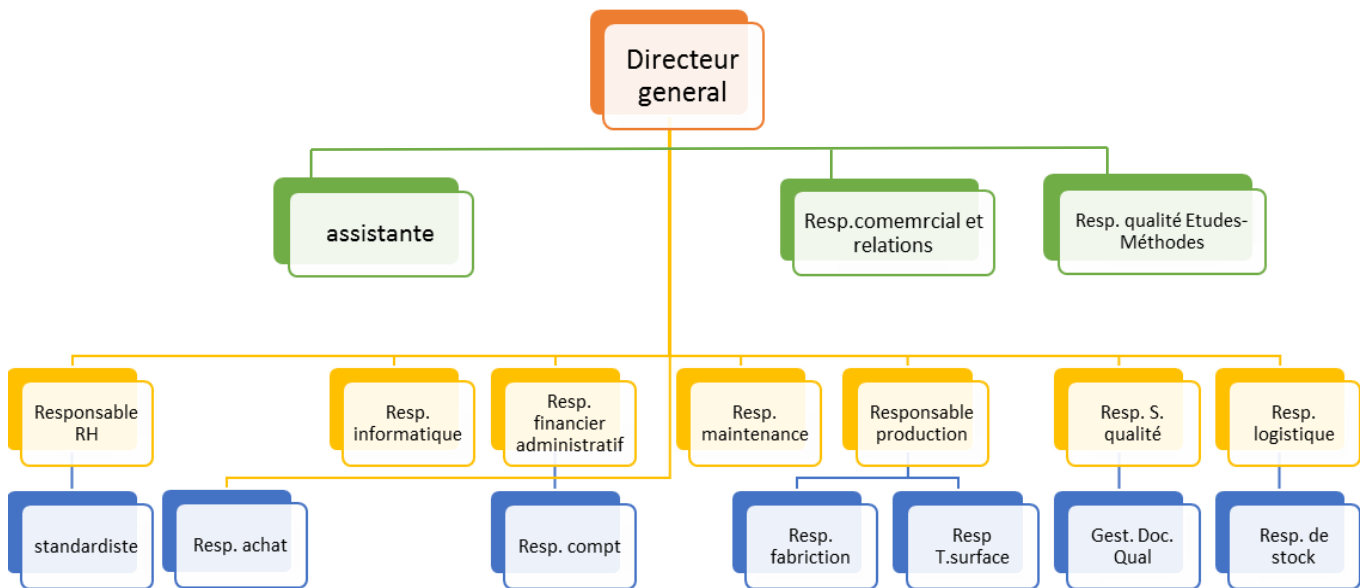 Directeur
general
assistante
Resp.comemrcial et
relations
Resp. qualité Etudes-
Méthodes
Responsable
RH
Resp.
informatique
Resp.
financier
administratif
Resp.
maintenance
Responsable
production
Resp. S.
qualité
Resp.
logistique
standardiste
Resp. achat
Resp. compt
Resp.
fabriction
Resp
T.surface
Gest. Doc.
Qual
Resp. de
stock